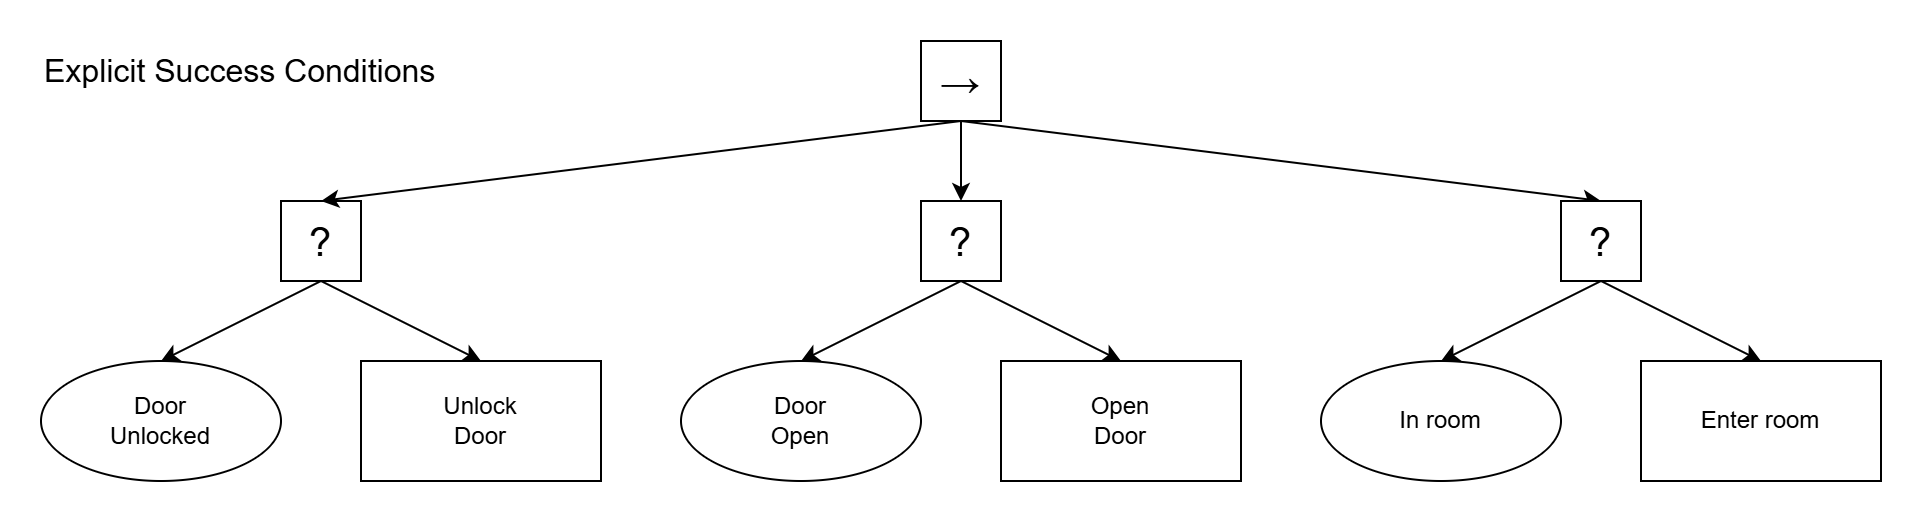 Explicit Success Conditions
→
?
?
?
Door
Unlocked
Unlock
Door
Door
Open
Open
Door
In room
Enter room